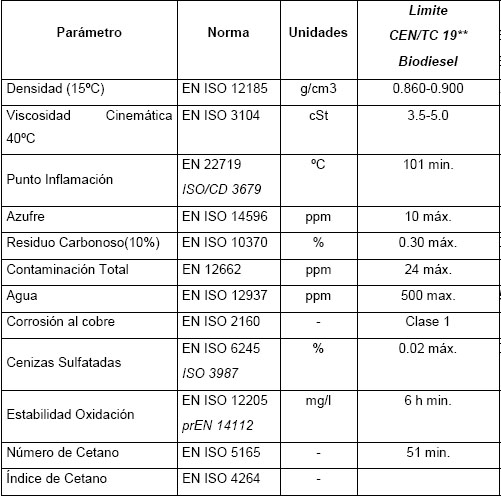 Parámetro Norma Unidades Limite
CEN/TC 19**
Biodiesel
Densidad (15ºC) EN ISO 12185 g/cm3 0.860-0.900
Viscosidad Cinemática EN ISO 3104 cSt 3.5-5.0
40ºC
Punto Inflamación EN 22719 ºC 101 min.
ISO/CD 3679
Azufre EN ISO 14596 ppm 10 máx.
Residuo Carbonoso(10%) EN ISO 10370 % 0.30 máx.
Contaminación Total EN 12662 ppm 24 máx.
Agua EN ISO 12937 ppm 500 max.
Corrosión al cobre EN ISO 2160 - Clase 1
Cenizas Sulfatadas EN ISO 6245 % 0.02 máx.
ISO 3987
Estabilidad Oxidación EN ISO 12205 mg/l 6 h min.
prEN 14112
Número de Cetano EN ISO 5165 - 51 min.
Índice de Cetano EN ISO 4264 -